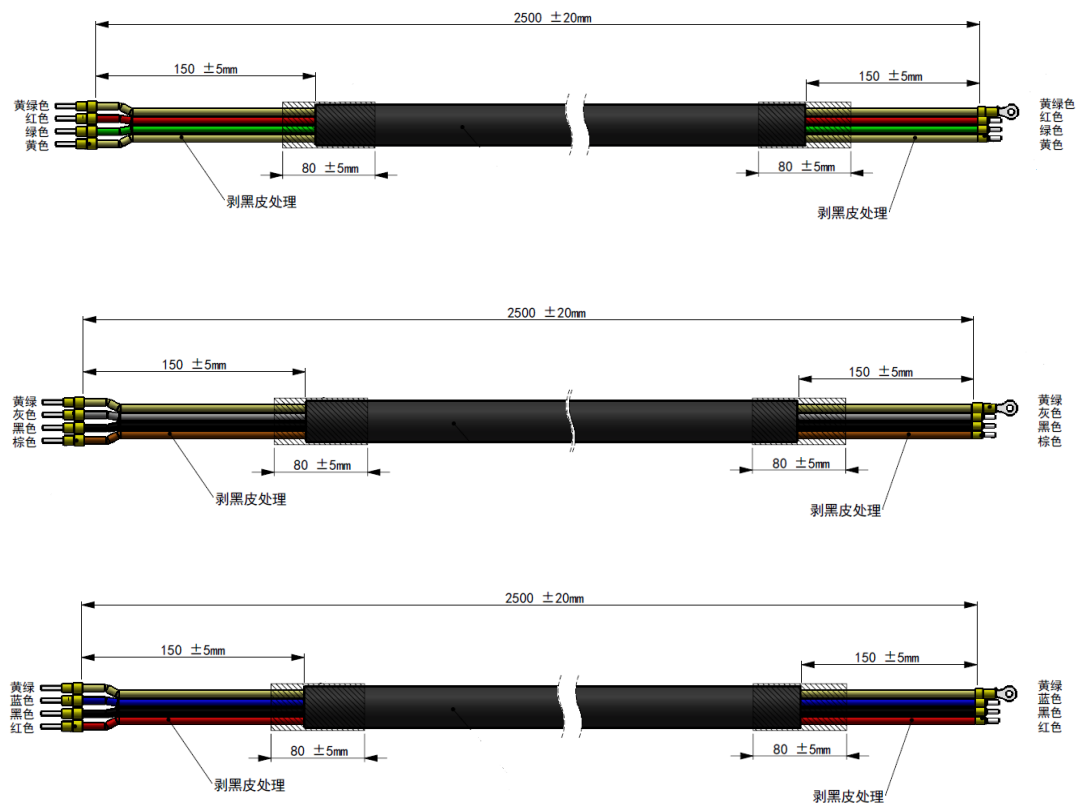 2500 ±20mm
150 ±5mm
150 ±5mm
黄绿色
红色
绿色
黄色
黄绿色
红色
绿色
黄色
80 ±5mm
80 ±5mm
剥黑皮处理
剥黑皮处理
2500 ±20mm
150 ±5mm
150 ±5mm
黄绿
灰色
黑色
棕色
黄绿
灰色
黑色
棕色
80 ±5mm
80 ±5mm
剥黑皮处理
剥黑皮处理
2500 ±20mm
150 ±5mm
150 ±5mm
黄绿
蓝色
黑色
红色
黄绿
蓝色
黑色
红色
80 ±5mm
80 ±5mm
剥黑皮处理
剥黑皮处理